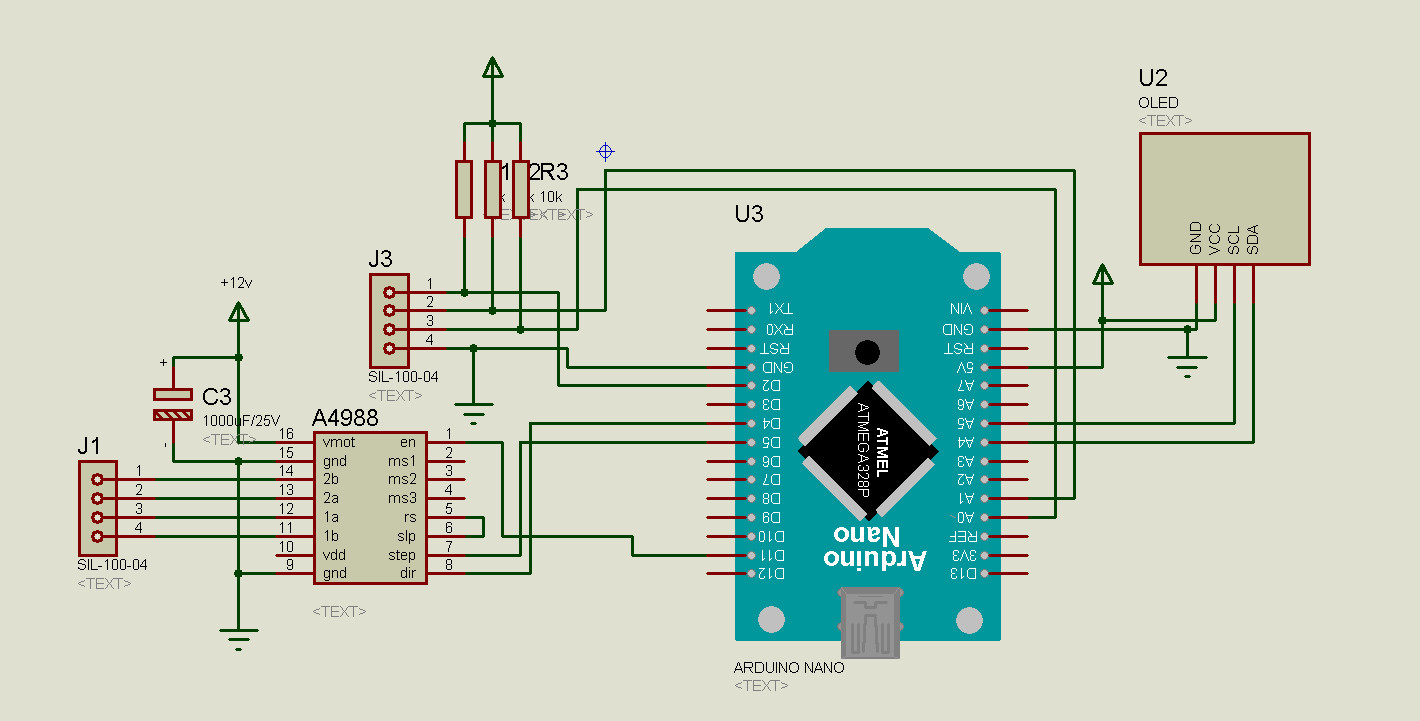 U2
OLED
<TEXT>
GND
VCC
SCL
SDA
R3
10k
U3
J3
1
2
3
4
SIL-100-04
<TEXT>
+12v
+
-
C3
1000uF/25V
<TEXT>
A4988
16
15
14
13
12
11
10
9
vmot
gnd
2b
2a
1a
1b
vdd
gnd
en
ms1
ms2
ms3
rs
slp
step
dir
1
2
3
4
5
6
7
8
<TEXT>
J1
1
2
3
4
SIL-100-04
<TEXT>
TX1
RX0
RST
GND
D2
D3
D4
D5
D6
D7
D8
D9
D10
D11
D12
VIN
GND
RST
5V
A7
A6
A5
A4
A3
A2
A1
A0
REF
3V3
D13
ATMEL
ATMEGA328P
Arduino
Nano
ARDUINO NANO
<TEXT>